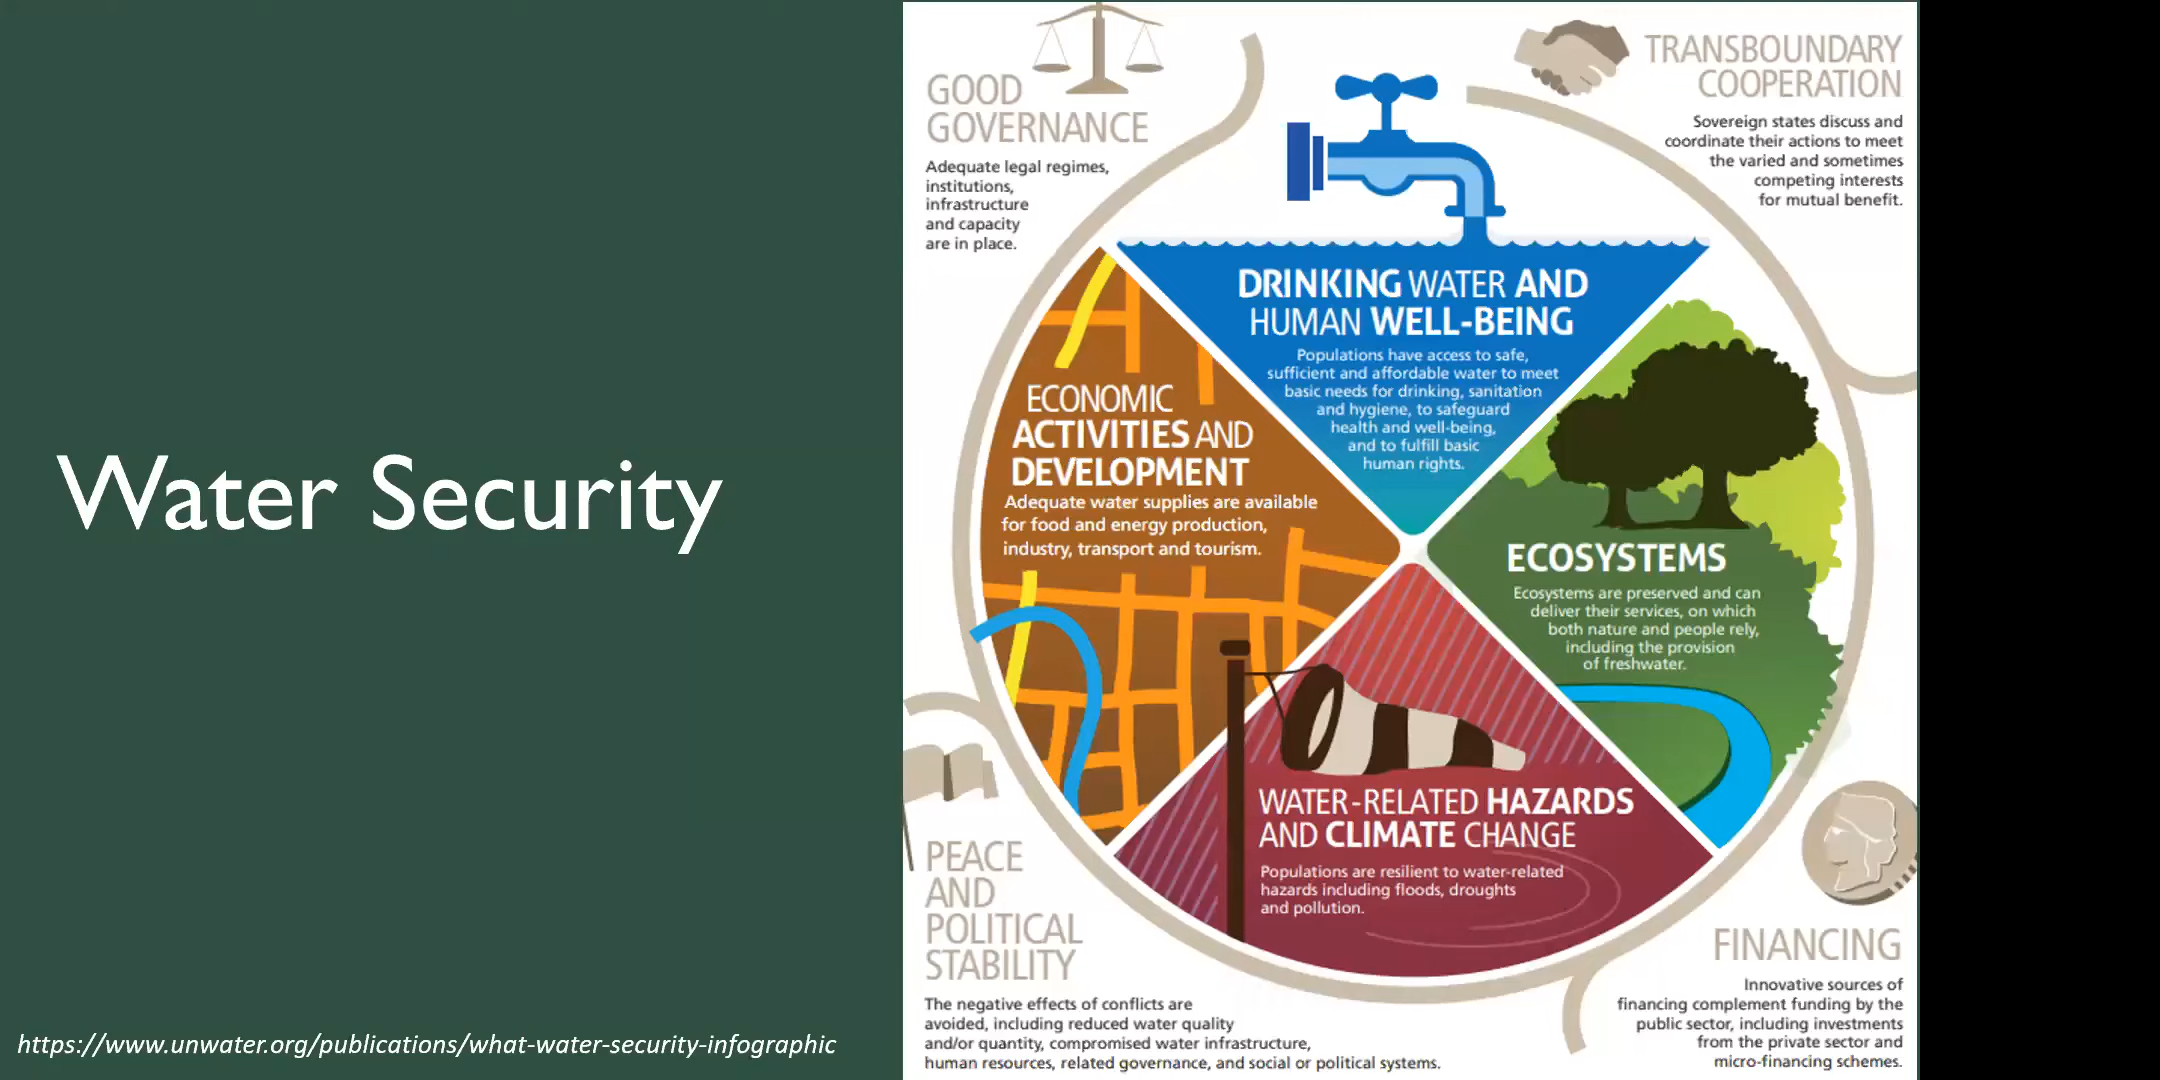 Water Security
https://www.unwater.org/publications/what-water-security-infographic
GOOD
GOVERNANCE
Adequate legal regimes,
institutions,
infrastructure
and capacity
are in place.
TRANSBOUNDARY
COOPERATION
Sovereign states discuss and
coordinate their actions to meet
the varied and sometimes
competing interests
for mutual benefit.
DRINKING WATER AND
HUMAN WELL-BEING
Populations have access to safe,
sufficient and affordable water to meet
basic needs for drinking, sanitation
and hygiene, to safeguard
health and well-being,
and to fulfill basic
human rights.
ECONOMIC
ACTIVITIES AND
DEVELOPMENT
Adequate water supplies are available
for food and energy production,
industry, transport and tourism.
ECOSYSTEMS
Ecosystems are preserved and can
deliver their services, on which
both nature and people rely,
including the provision
of freshwater.
WATER-RELATED HAZARDS
AND CLIMATE CHANGE
Populations are resilient to water-related
hazards including floods, droughts
and pollution.
PEACE
AND
POLITICAL
STABILITY
The negative effects of conflicts are
avoided, including reduced water quality
and/or quantity, compromised water infrastructure,
human resources, related governance, and social or political systems.
FINANCING
Innovative sources of
financing complement funding by the
public sector, including investments
from the private sector and
micro-financing schemes.